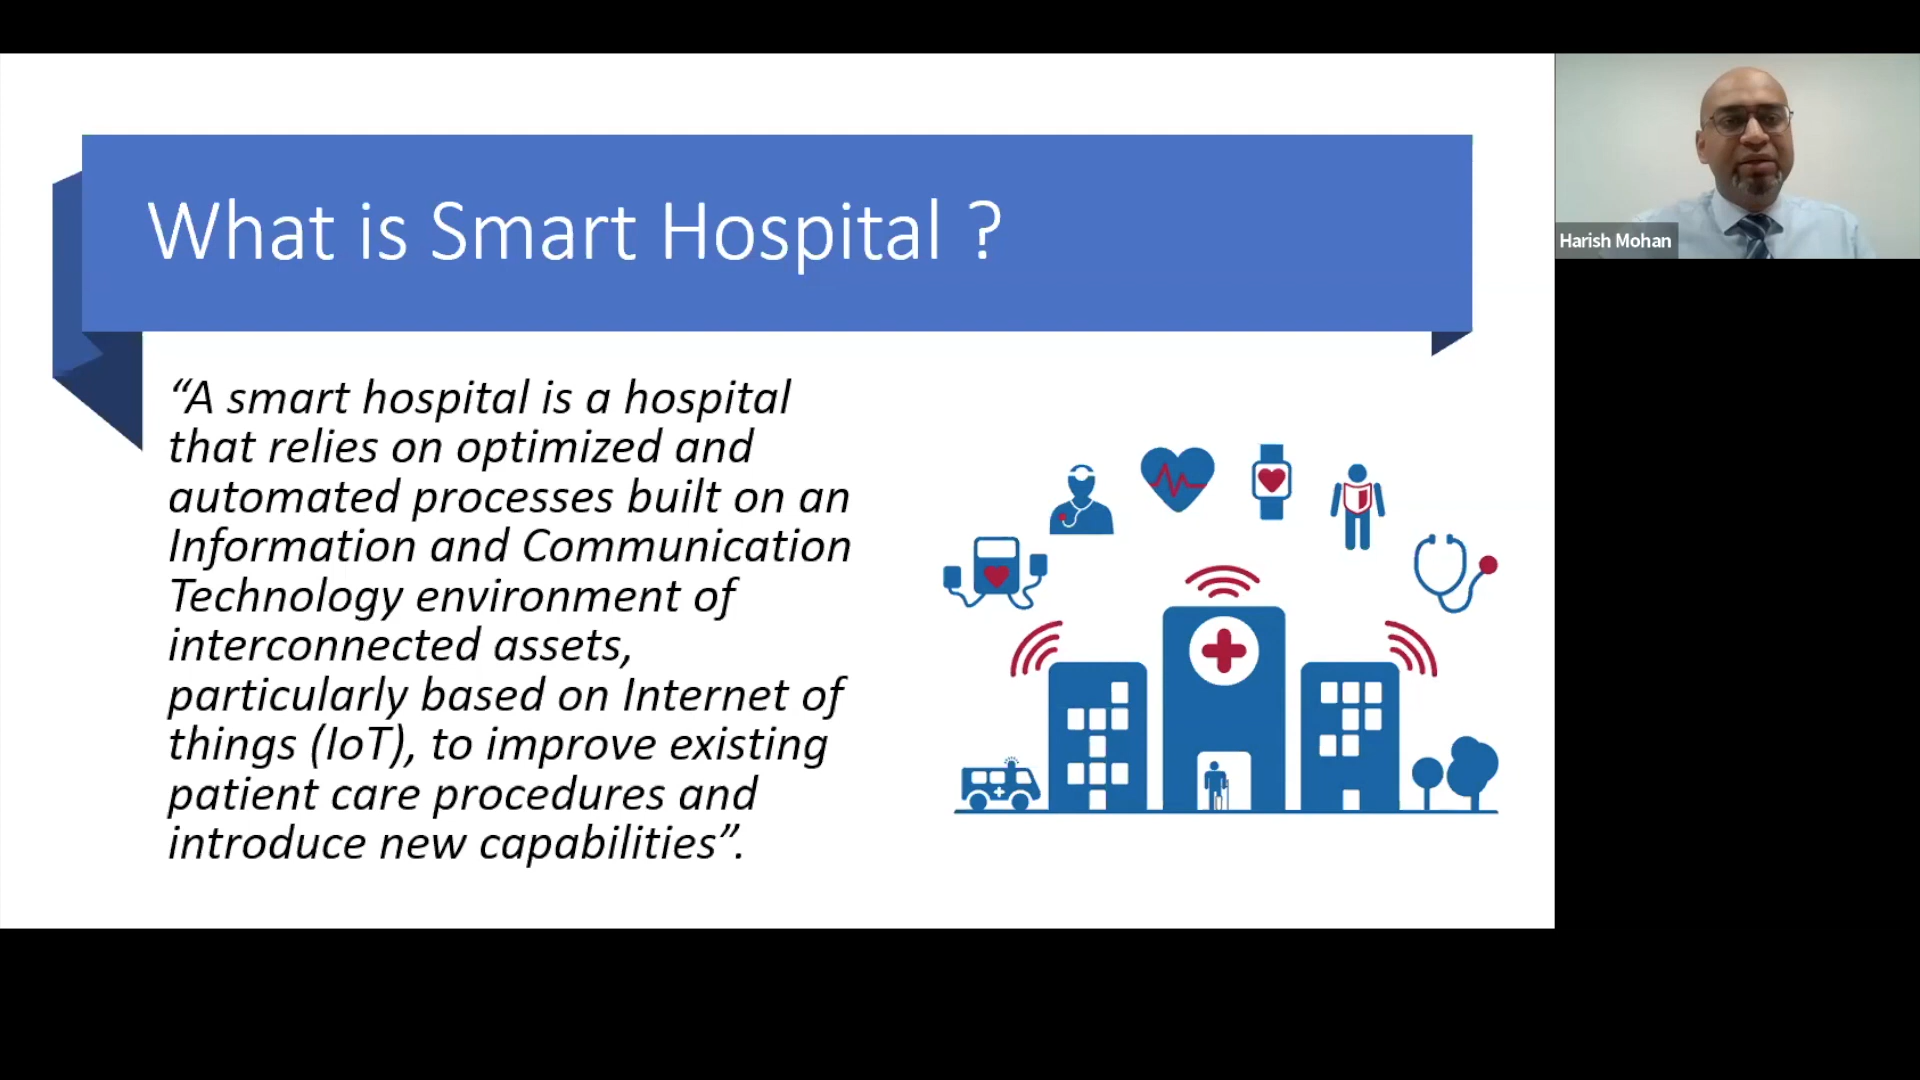 What is Smart Hospital ?
“A smart hospital is a hospital
that relies on optimized and
automated processes built on an
Information and Communication
Technology environment of
interconnected assets,
particularly based on Internet of
things (IoT), to improve existing
patient care procedures and
introduce new capabilities”.
Harish Mohan